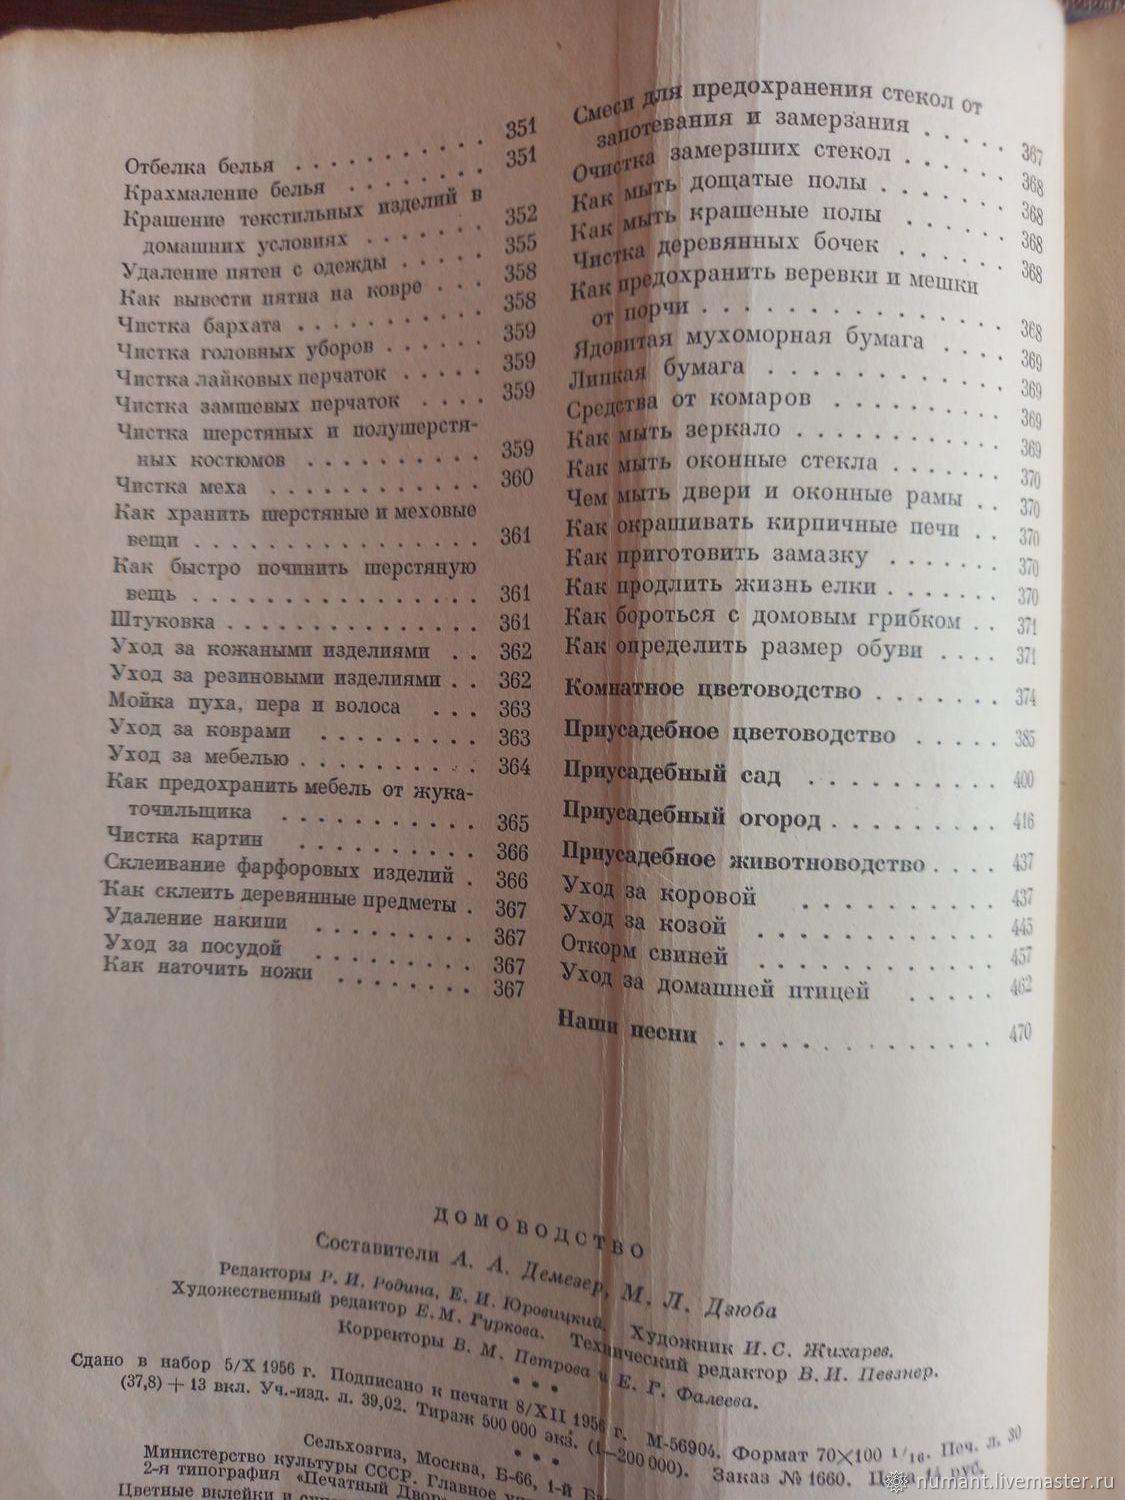 Отбелка белья . . . . . . . . . . 351
Крахмаление белья . . . . . . . . 351
Крашение текстильных изделий в
домашних условиях . . . . . . . 352
Удаление пятен с одежды . . . . . 355
Как вывести пятна на ковре . . . 358
Чистка бархата . . . . . . . . . . 358
Чистка головных уборов . . . . . . 359
Чистка лайковых перчаток . . . . . 359
Чистка замшевых перчаток . . . . 359
Чистка шерстяных и полушерстя-
ных костюмов . . . . . . . . . . 359
Чистка меха . . . . . . . . . . . . 360
Как хранить шерстяные и меховые
вещи . . . . . . . . . . . . . . . . 361
Как быстро починить шерстяную
вещь . . . . . . . . . . . . . . . . 361
Штуковка . . . . . . . . . . . . . . 361
Уход за кожаными изделиями . . 362
Уход за резиновыми изделиями . . 362
Мойка пуха, пера и волоса . . . 363
Уход за коврами . . . . . . . . . 363
Уход за мебелью . . . . . . . . . . 364
Как предохранить мебель от жука-
точильщика . . . . . . . . . . . 365
Чистка картин . . . . . . . . . . . 366
Склеивание фарфоровых изделий . 366
Как склеить деревянные предметы . 367
Удаление накипи . . . . . . . . . 367
Уход за посудой . . . . . . . . . 367
Как наточить ножи . . . . . . . . 367
Смеси для предохранения стекол от
запотевания и замерзания . . . . . 367
Очистка замерзших стекол . . . . . . 368
Как мыть дощатые полы . . . . . . . 368
Как мыть крашеные полы . . . . . . 368
Чистка деревянных бочек . . . . . . 368
Как предохранить веревки и мешки
от порчи . . . . . . . . . . . . . . 368
Ядовитая мухоморная бумага . . . . 369
Липкая бумага . . . . . . . . . . . 369
Средства от комаров . . . . . . . . . 369
Как мыть зеркало . . . . . . . . . . . 369
Как мыть оконные стекла . . . . . . 370
Чем мыть двери и оконные рамы . . 370
Как окрашивать кирпичные печи . . 370
Как приготовить замазку . . . . . . . 370
Как продлить жизнь елки . . . . . . . 370
Как бороться с домовым грибком . . 371
Как определить размер обуви . . . . 371
Комнатное цветоводство . . . . . . . 374
Приусадебное цветоводство . . . . . 385
Приусадебный сад . . . . . . . . . . 400
Приусадебный огород . . . . . . . . . 416
Приусадебное животноводство . . . . 437
Уход за коровой . . . . . . . . . . 437
Уход за козой . . . . . . . . . . . 445
Откорм свиней . . . . . . . . . . . 457
Уход за домашней птицей . . . . . 462
Наши песни . . . . . . . . . . . . . . 470
ДОМОВОДСТВО
Составители А. А. Демезер, М. Л. Дзюба
Редакторы Р. И. Родина, Е. И. Юровицкий. Художник И. С. Жихарев.
Художественный редактор Е. М. Гуркова. Технический редактор В. И. Певзнер.
Корректоры В. М. Петрова и Е. Г. Фалеева.
* * *
Сдано в набор 5/X 1956 г. Подписано к печати 8/XII 1956 г. М-56904. Формат 70×100 1/16. Печ. л. 30
(37,8) + 13 вкл. Уч.-изд. л. 39,02. Тираж 500 000 экз. (1—200 000). Заказ № 1660. руб.
* * *
Сельхозгиз, Москва, Б-66, 1-й
Министерство культуры СССР. Главное
2-я типография «Печатный Двор»
Цветные вклейки и
numant.livemaster.ru